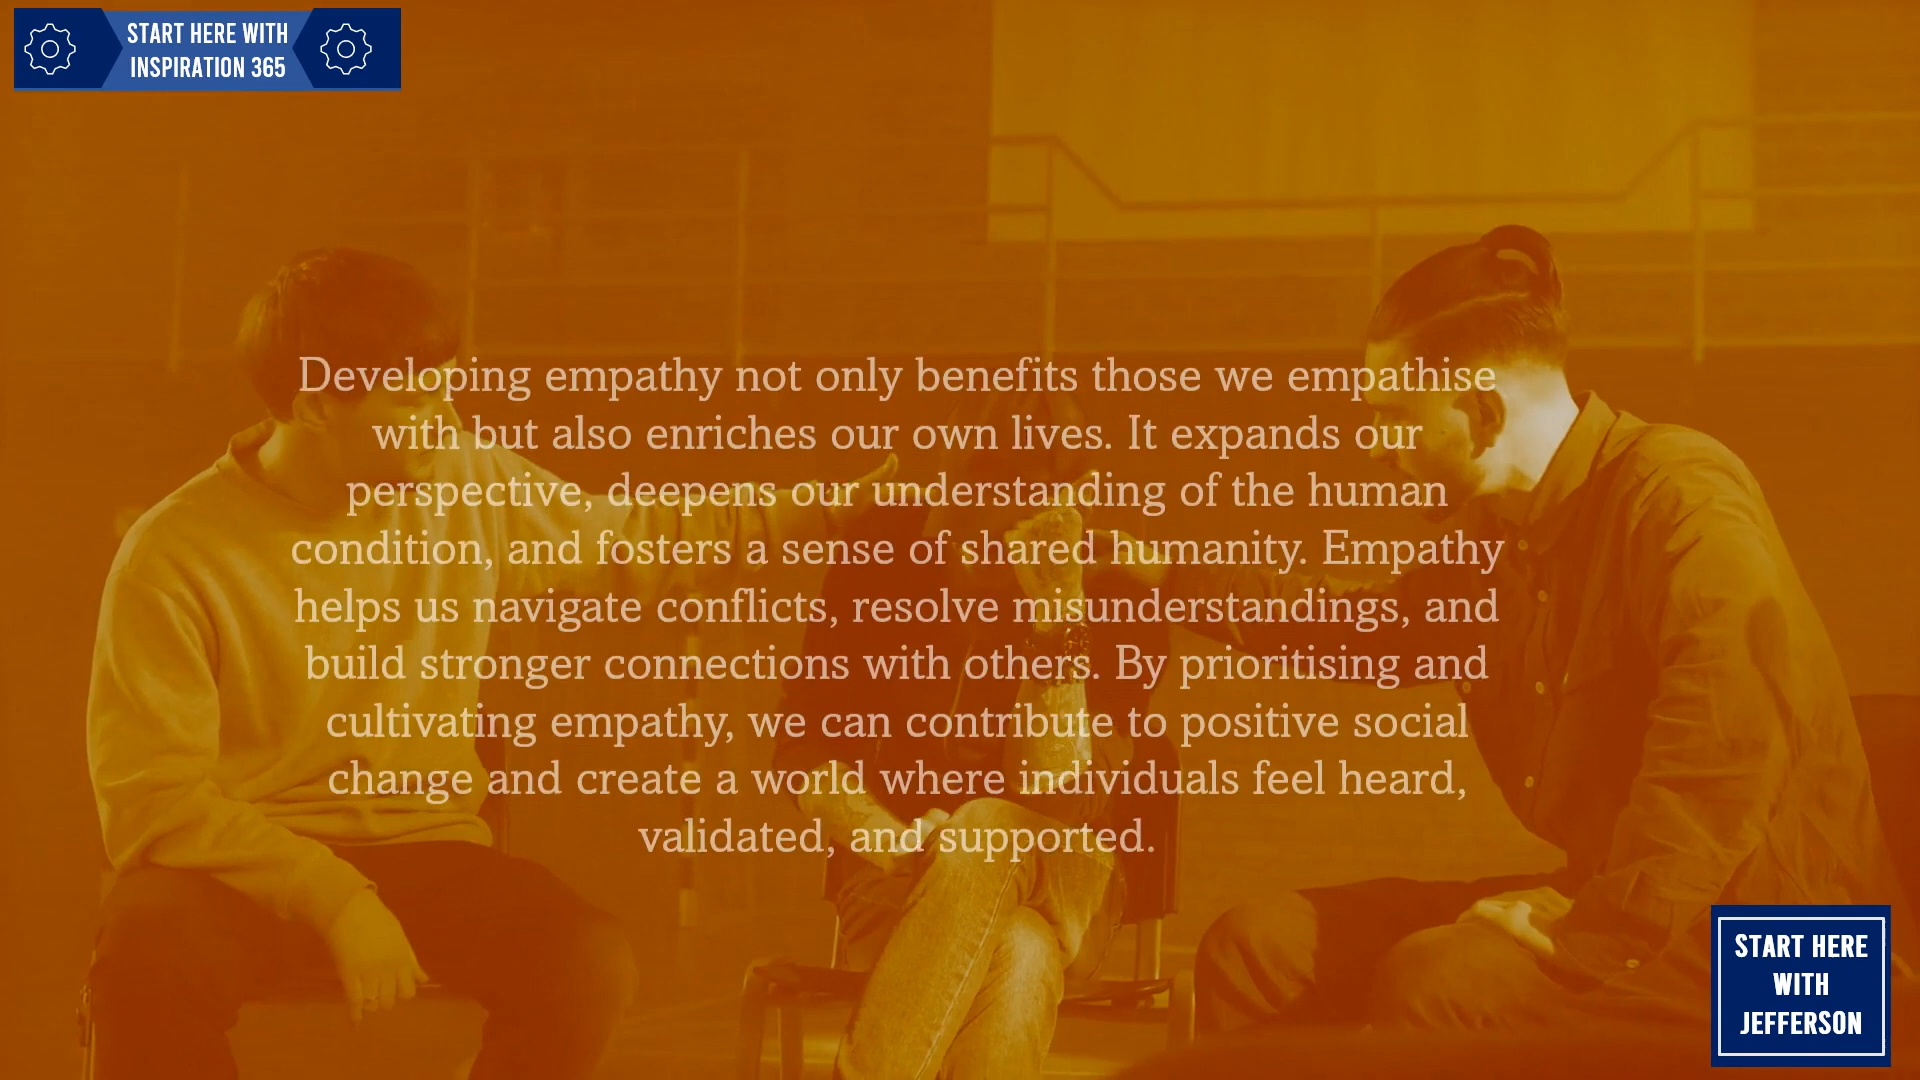 START HERE WITH
INSPIRATION 365
Developing empathy not only benefits those we empathise
with but also enriches our own lives. It expands our
perspective, deepens our understanding of the human
condition, and fosters a sense of shared humanity. Empathy
helps us navigate conflicts, resolve misunderstandings, and
build stronger connections with others. By prioritising and
cultivating empathy, we can contribute to positive social
change and create a world where individuals feel heard,
validated, and supported.
START HERE
WITH
JEFFERSON